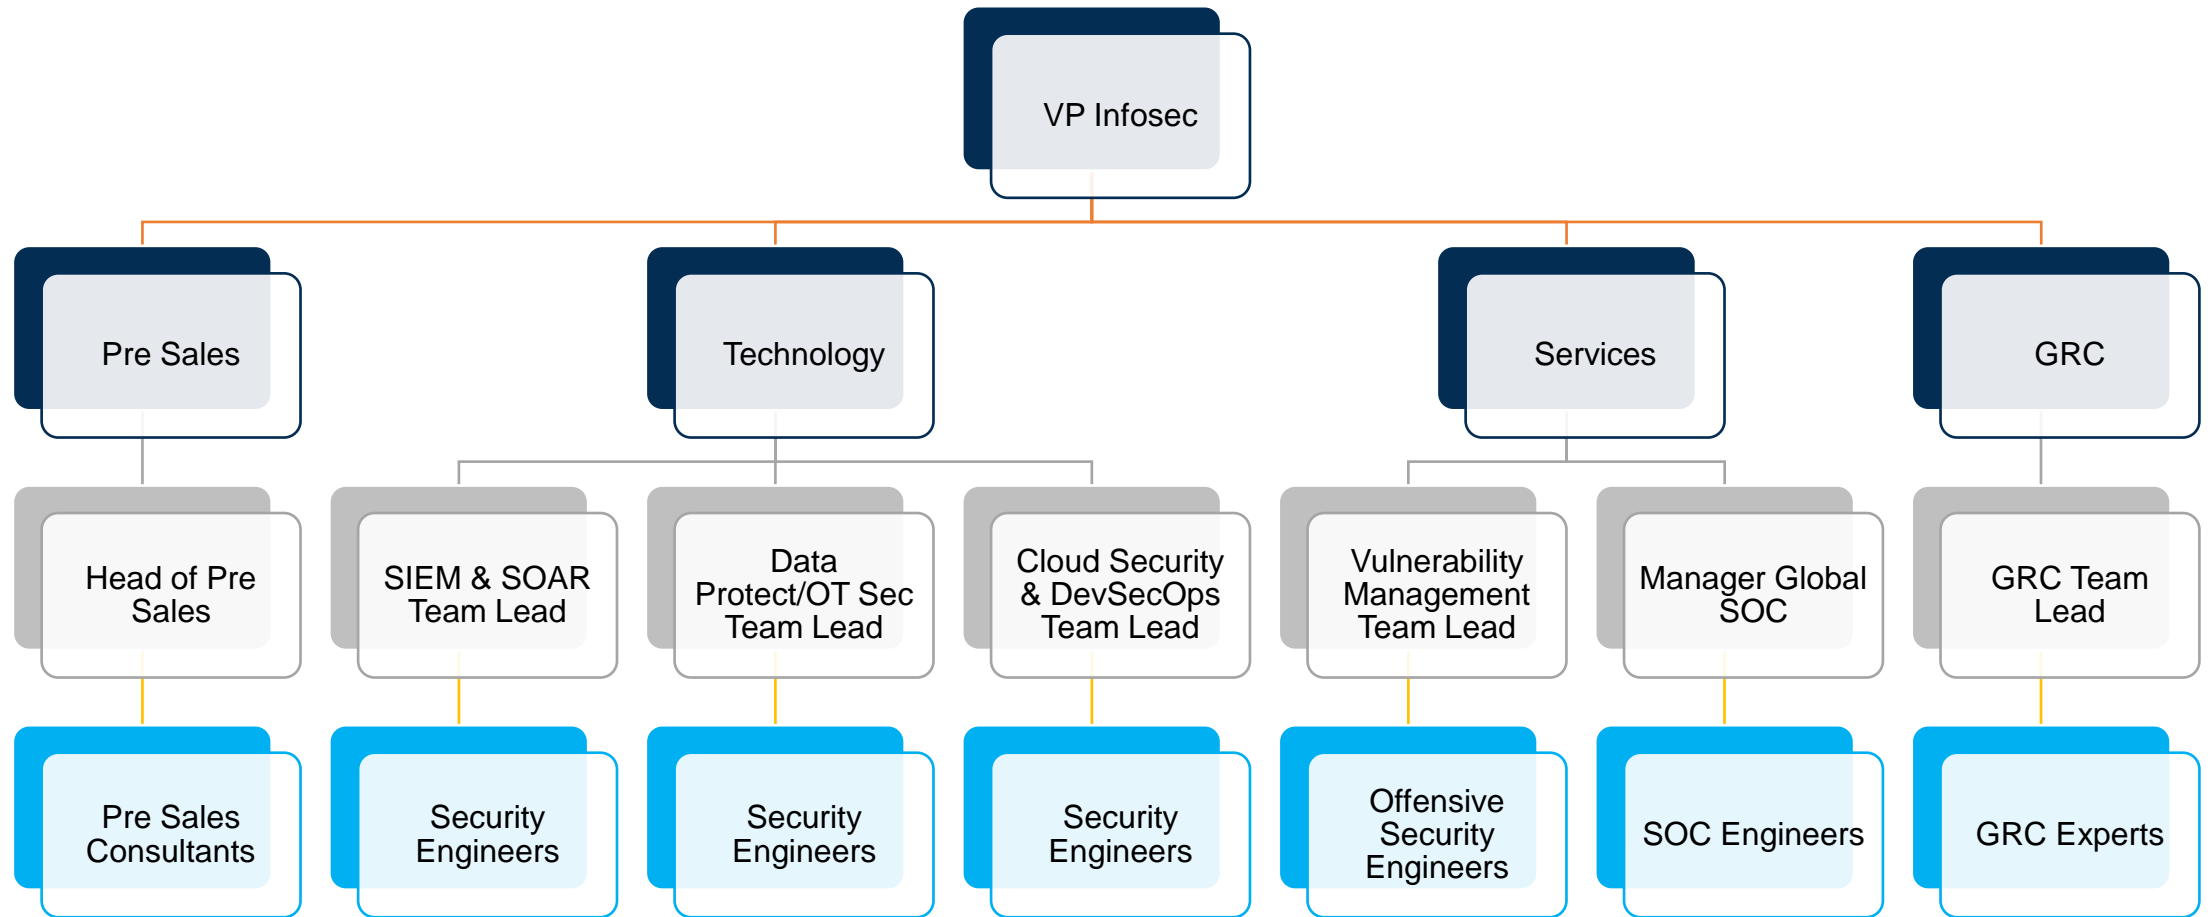 VP Infosec
Pre Sales
Technology
Services
GRC
Head of Pre
Sales
SIEM & SOAR
Team Lead
Data
Protect/OT Sec
Team Lead
Cloud Security
& DevSecOps
Team Lead
Vulnerability
Management
Team Lead
Manager Global
SOC
GRC Team
Lead
Pre Sales
Consultants
Security
Engineers
Security
Engineers
Security
Engineers
Offensive
Security
Engineers
SOC Engineers
GRC Experts